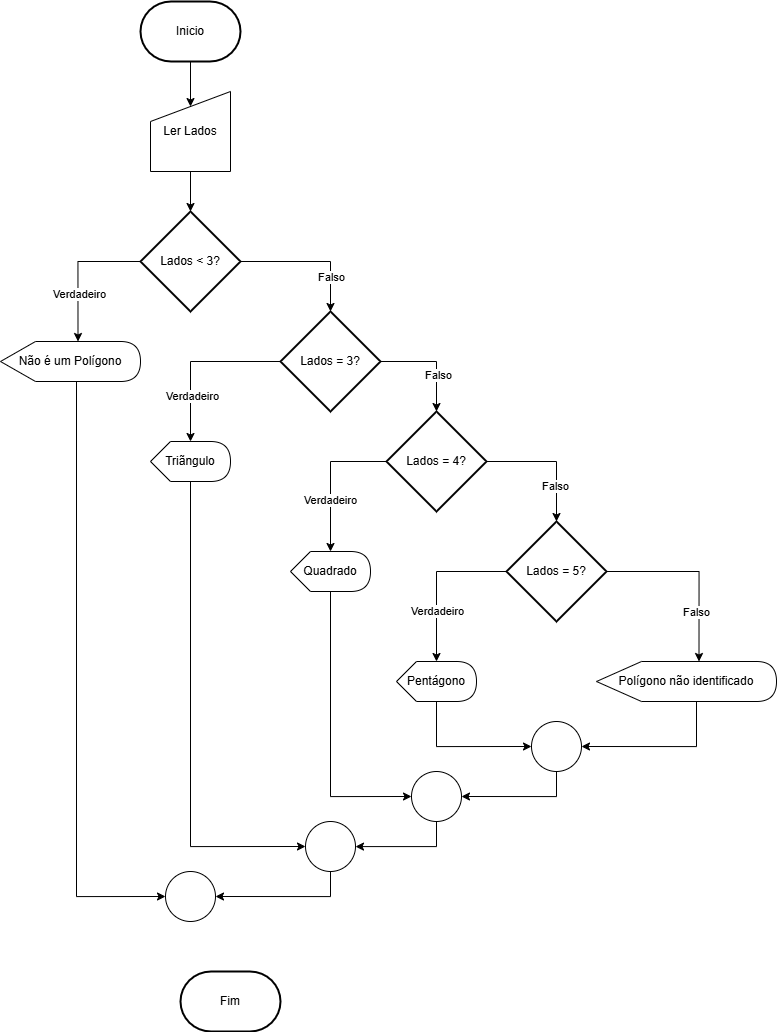 Inicio
Ler Lados
Lados < 3?
Verdadeiro
Falso
Não é um Polígono
Lados = 3?
Verdadeiro
Falso
Triãngulo
Lados = 4?
Verdadeiro
Falso
Quadrado
Lados = 5?
Verdadeiro
Falso
Pentágono
Polígono não identificado
Fim